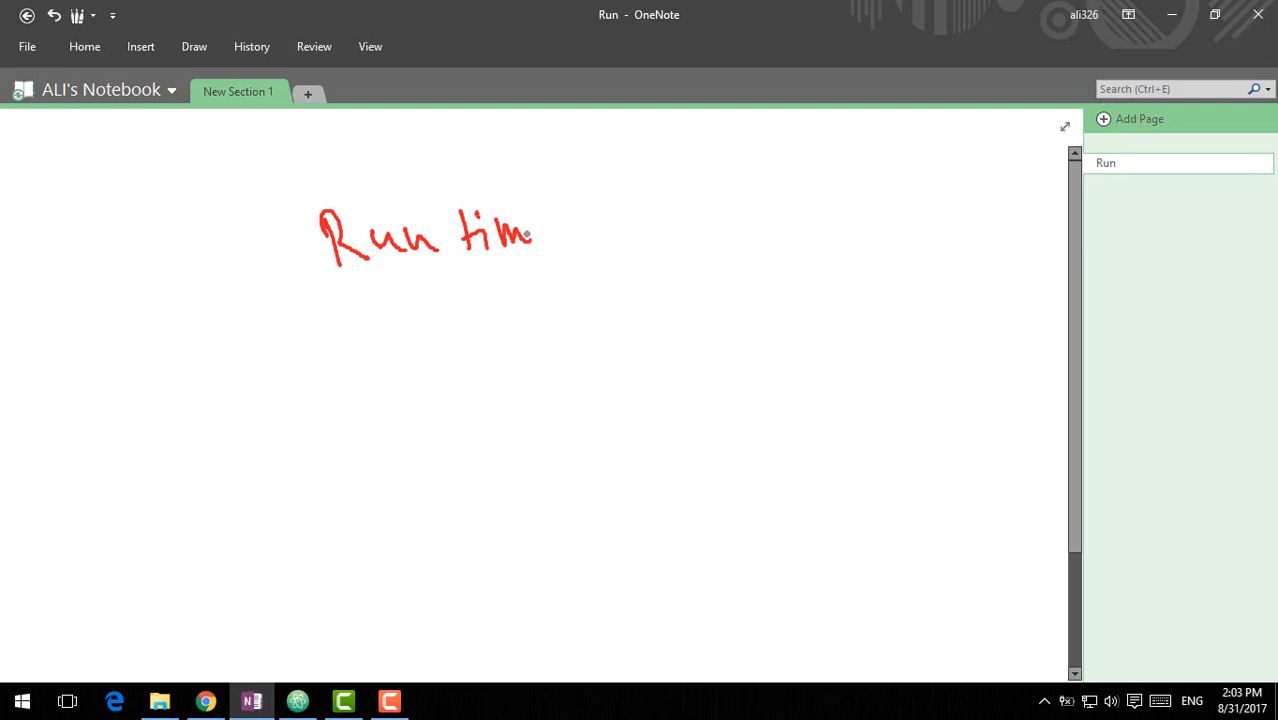 Run - OneNote
ali326
File Home Insert Draw History Review View
ALI's Notebook
New Section 1
Search (Ctrl+E)
Add Page
Run
Run tim
ENG
2:03 PM
8/31/2017